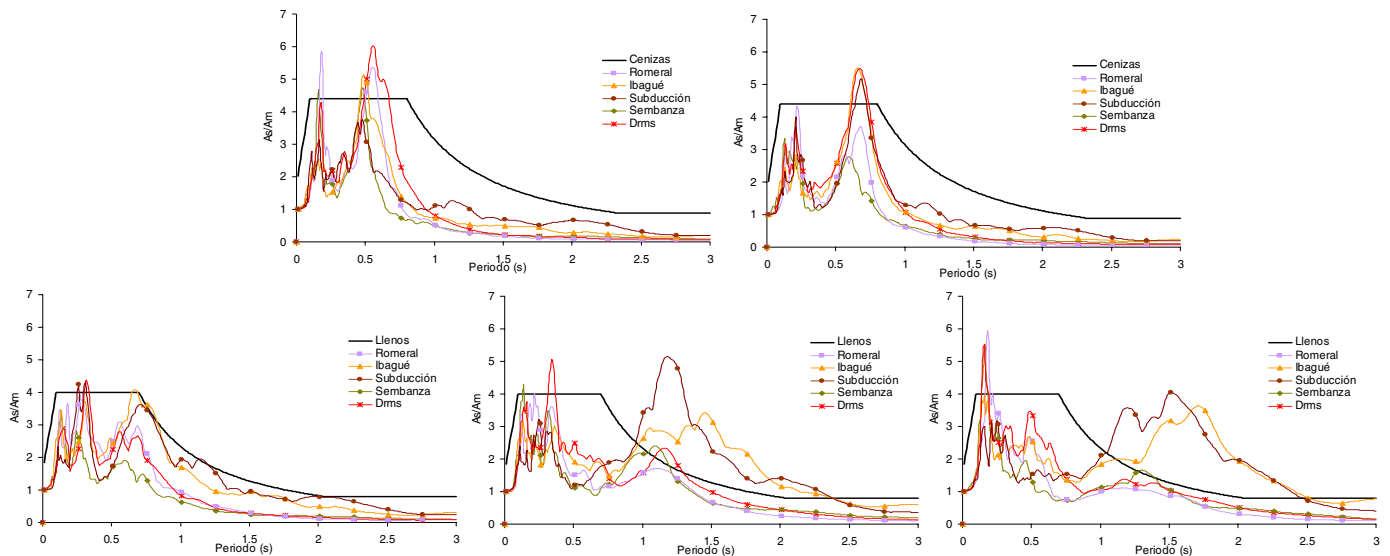 7
6
5
4
3
2
1
0
As/Am
0
0.5
1
1.5
2
2.5
3
Periodo (s)
Cenizas
Romeral
Ibagué
Subducción
Sembanza
Drms
7
6
5
4
3
2
1
0
As/Am
0
0.5
1
1.5
2
2.5
3
Periodo (s)
Cenizas
Romeral
Ibagué
Subducción
Sembanza
Drms
7
6
5
4
3
2
1
0
As/Am
0
0.5
1
1.5
2
2.5
3
Periodo (s)
Llenos
Romeral
Ibagué
Subducción
Sembanza
Drms
7
6
5
4
3
2
1
0
As/Am
0
0.5
1
1.5
2
2.5
3
Periodo (s)
Llenos
Romeral
Ibagué
Subducción
Sembanza
Drms
7
6
5
4
3
2
1
0
As/Am
0
0.5
1
1.5
2
2.5
3
Periodo (s)
Llenos
Romeral
Ibagué
Subducción
Sembanza
Drms